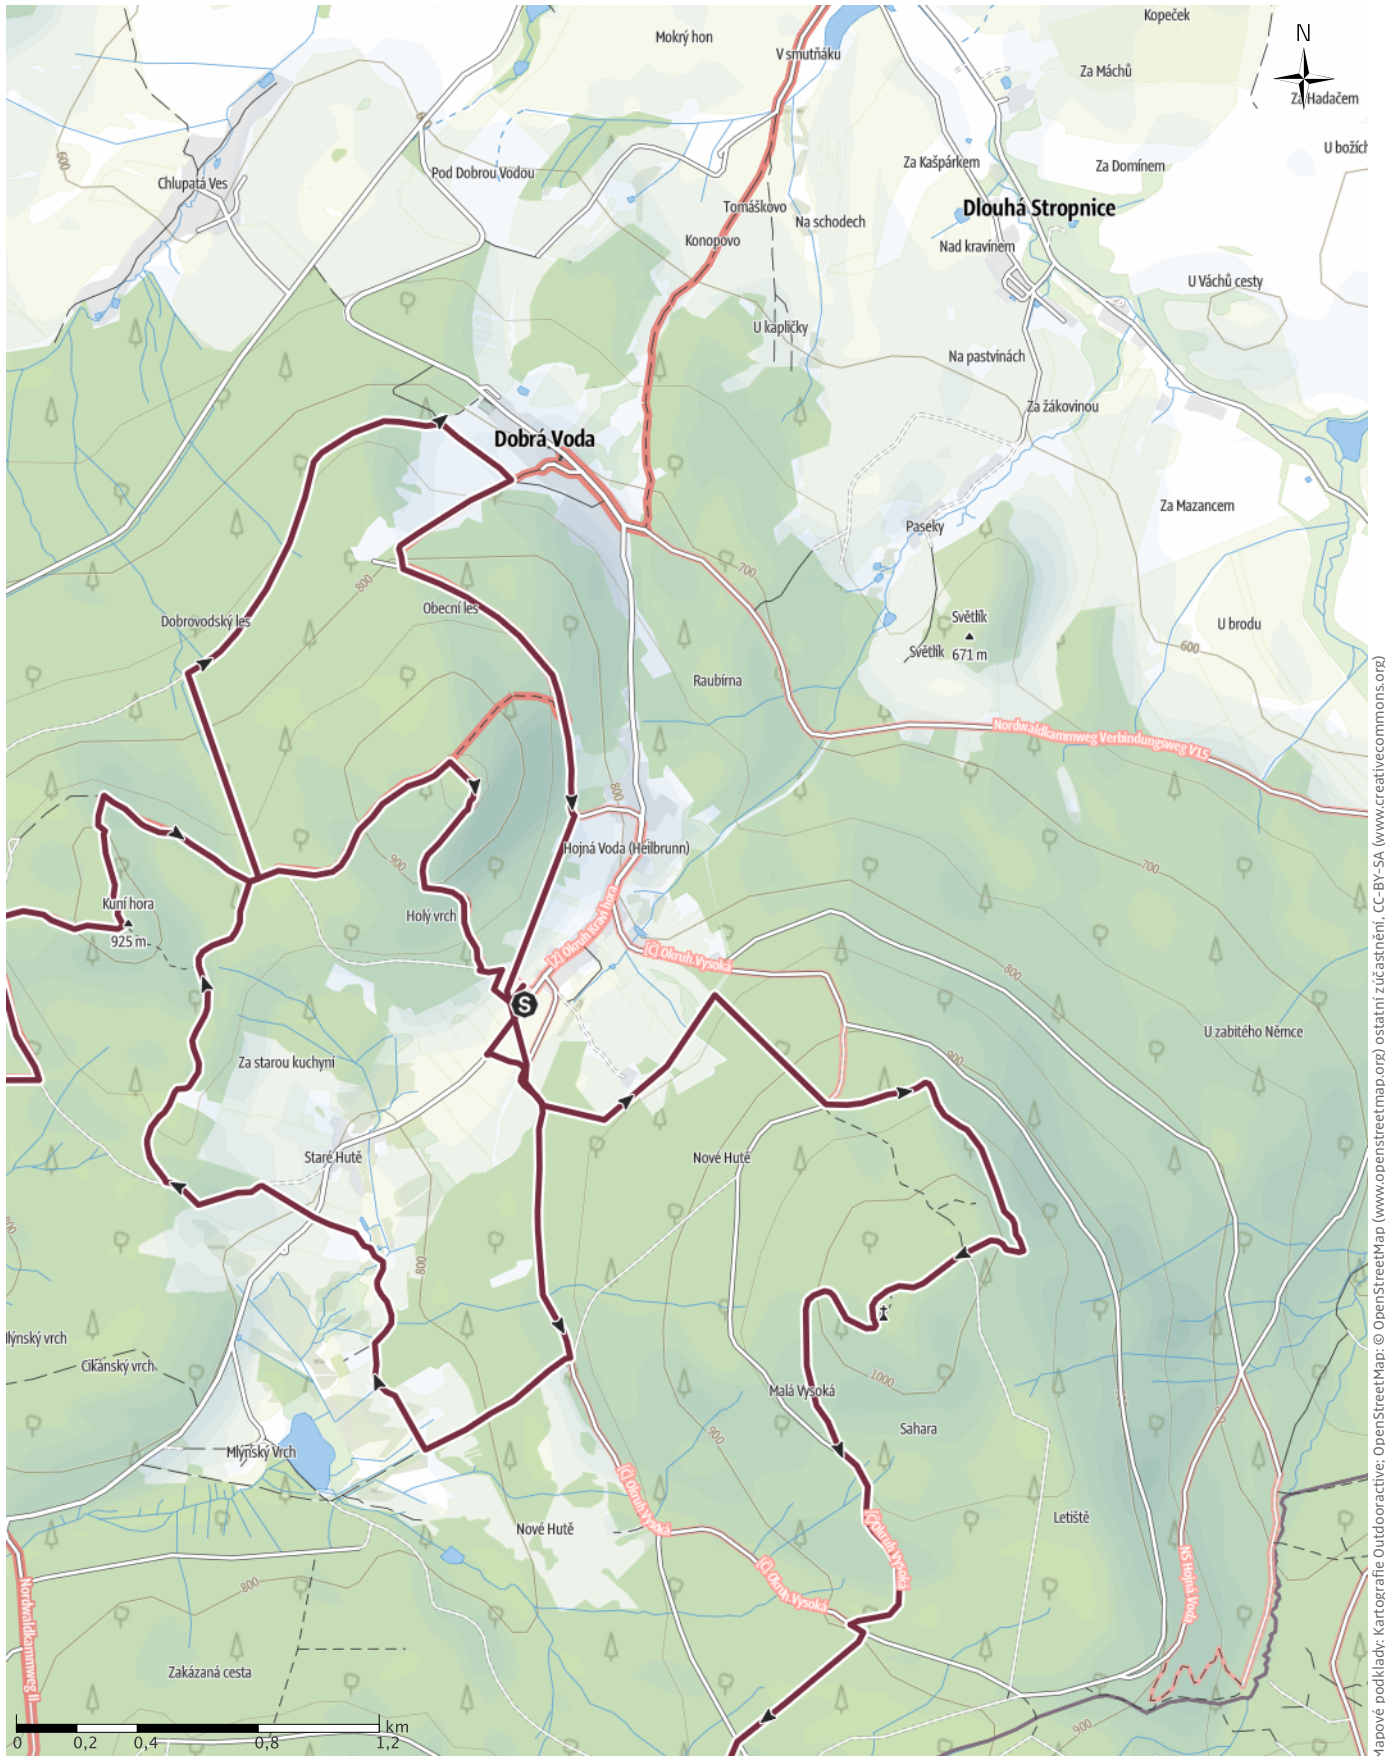 Kopeček
Mokrý hon
V smutňáku
N
Za Máchů
Za Hadačem
600
600
U božích
Chlupatá Ves
Pod Dobrou Vodou
Za Kašpárkem
Za Domínem
Tomáškovo
Dlouhá Stropnice
Na schodech
Konopovo
Nad kravínem
U Váchů cesty
U kapličky
Na pastvinách
Za žákovinou
Dobrá Voda
Za Mazancem
Paseky
700
800
Obecní les
Světlík
Dobrovodský les
U brodu
600
Světlík
671 m
Raubírna
Nordwaldkammweg Verbindungsweg V15
800
Hojná Voda (Heilbrunn)
900
700
Kuní hora
925 m
Holý vrch
[Z] Okruh Kraví hora
[C] Okruh Vysoká
800
S
U zabitého Němce
900
Za starou kuchyní
Staré Hutě
Nové Hutě
800
800
lýnský vrch
Cikánský vrch
1000
Malá Vysoká
900
Sahara
Mlýnský Vrch
[C] Okruh Vysoká
Nové Hutě
[C] Okruh Vysoká
Letiště
[C] Okruh Vysoká
NS Hojná Voda
800
Nordwaldkammweg II
Zakázaná cesta
900
km
0 0,2 0,4 0,8 1,2
Mapové podklady: Kartografie Outdooractive; OpenStreetMap: © OpenStreetMap (www.openstreetmap.org) ostatní zúčastnění, CC-BY-SA (www.creativecommons.org)